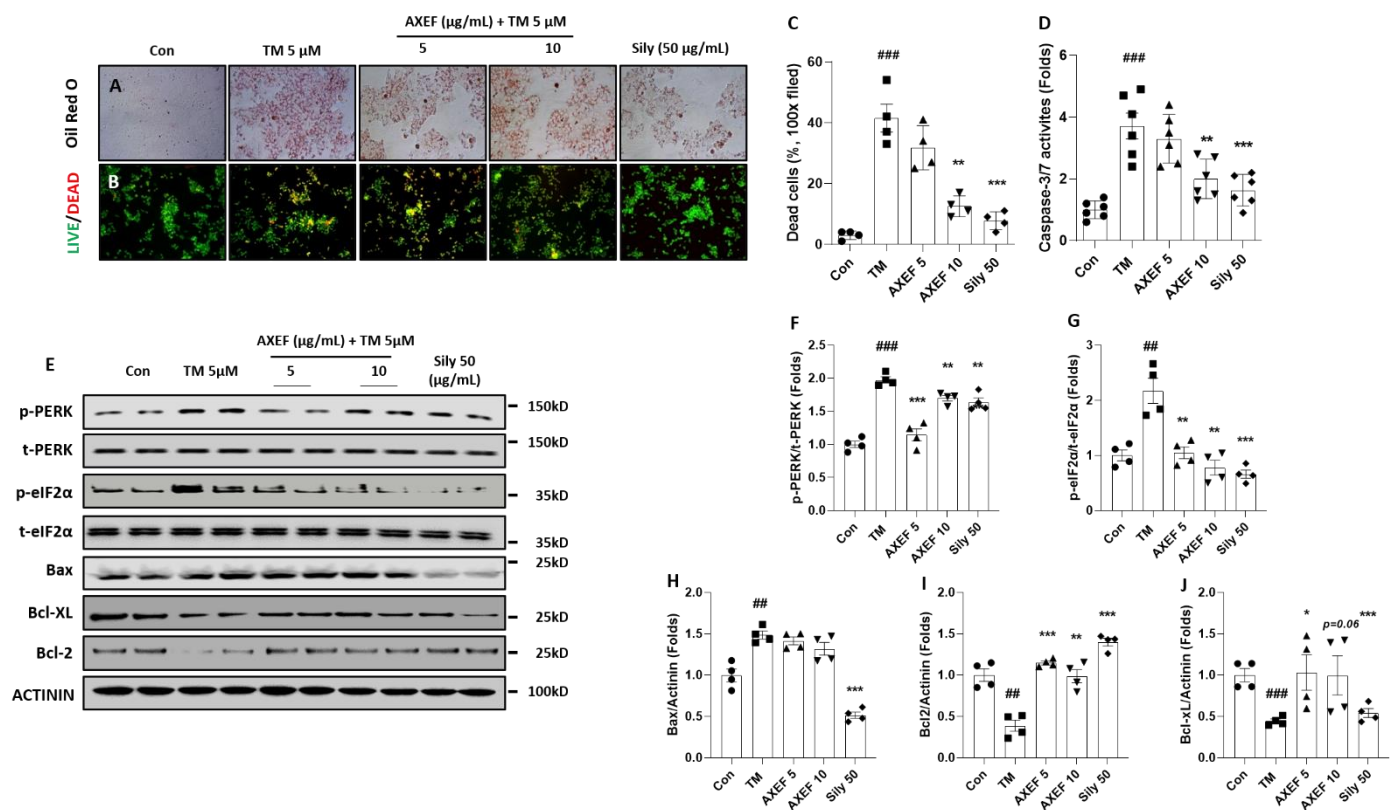 AXEF (µg/mL) + TM 5 µM
Con TM 5 µM 5 10 Sily (50 µg/mL)
Oil Red O
A
LIVE/DEAD
B
C
Dead cells (%, 100x filed)
60
40
20
0
###
**
***
Con TM AXEF 5 AXEF 10 Sily 50
D
Caspase-3/7 activites (Folds)
6
4
2
0
###
**
***
Con TM AXEF 5 AXEF 10 Sily 50
E
AXEF (µg/mL) + TM 5µM
Con TM 5µM 5 10 Sily 50
(µg/mL)
p-PERK 150kD
t-PERK 150kD
p-eIF2α 35kD
t-eIF2α 35kD
Bax 25kD
Bcl-XL 25kD
Bcl-2 25kD
ACTININ 100kD
F
p-PERK/t-PERK (Folds)
2.5
2.0
1.5
1.0
0.5
0.0
###
***
**
**
Con TM AXEF 5 AXEF 10 Sily 50
G
p-eIF2α/t-eIF2α (Folds)
3
2
1
0
##
**
**
***
Con TM AXEF 5 AXEF 10 Sily 50
H
Bax/Actinin (Folds)
2.0
1.5
1.0
0.5
0.0
##
***
Con TM AXEF 5 AXEF 10 Sily 50
I
Bcl2/Actinin (Folds)
2.0
1.5
1.0
0.5
0.0
##
***
**
***
Con TM AXEF 5 AXEF 10 Sily 50
J
Bcl-xL/Actinin (Folds)
2.0
1.5
1.0
0.5
0.0
###
*
p=0.06
***
Con TM AXEF 5 AXEF 10 Sily 50